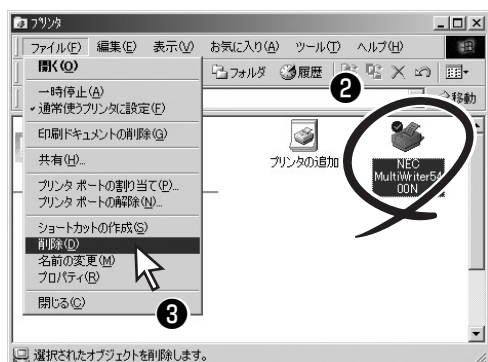 プリンタ
ファイル(F) 編集(E) 表示(V) お気に入り(A) ツール(T) ヘルプ(H)
開く(O)
フォルダ 履歴
❷
一時停止(A)
通常使うプリンタに設定(F)
移動
印刷ドキュメントの削除(G)
共有(H)...
プリンタの追加
NEC
MultiWriter54
00N
プリンタ ポートの割り当て(P)...
プリンタ ポートの解除(N)...
ショートカットの作成(S)
削除(D)
名前の変更(M)
プロパティ(R)
閉じる(C)
❸
選択されたオブジェクトを削除します。